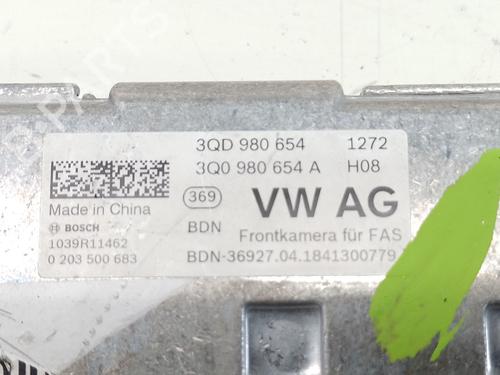 3QD 980 654 1272
3Q0 980 654 A H08
369
VW AG
Made in China
BOSCH
BDN Frontkamera für FAS
1039R11462
0 203 500 683
BDN-36927.04.1841300779